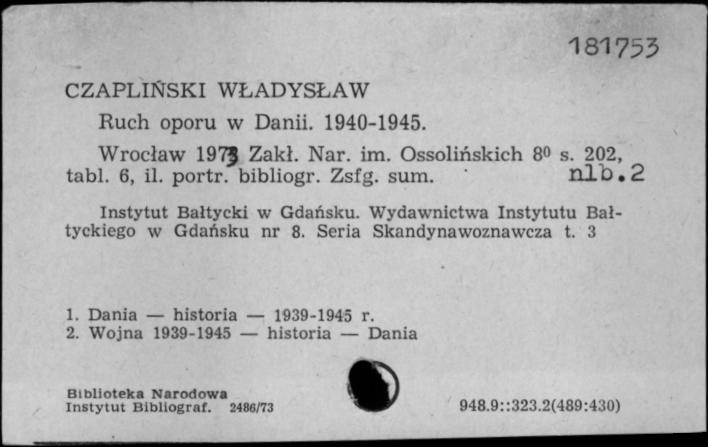 181753
CZAPLIŃSKI WŁADYSŁAW
Ruch oporu w Danii. 1940-1945.
Wrocław 1973 Zakł. Nar. im. Ossolińskich 8⁰ s. 202,
tabl. 6, il. portr. bibliogr. Zsfg. sum. nlb.2
Instytut Bałtycki w Gdańsku. Wydawnictwa Instytutu Bał-
tyckiego w Gdańsku nr 8. Seria Skandynawoznawcza t. 3
1. Dania — historia — 1939-1945 r.
2. Wojna 1939-1945 — historia — Dania
Biblioteka Narodowa
Instytut Bibliograf. 2486/73 948.9::323.2(489:430)